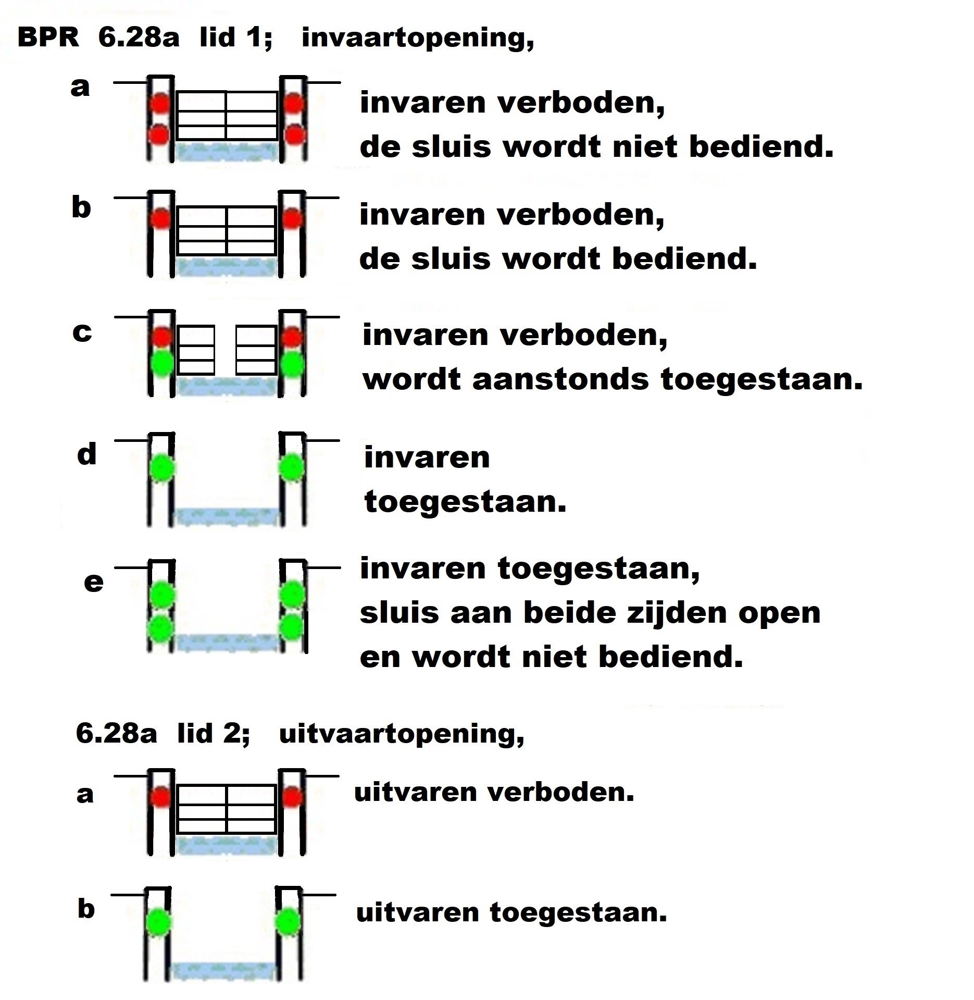 BPR 6.28a lid 1; invaartopening,
a
invaren verboden,
de sluis wordt niet bediend.
b
invaren verboden,
de sluis wordt bediend.
c
invaren verboden,
wordt aanstonds toegestaan.
d
invaren
toegestaan.
e
invaren toegestaan,
sluis aan beide zijden open
en wordt niet bediend.
6.28a lid 2; uitvaartopening,
a
uitvaren verboden.
b
uitvaren toegestaan.